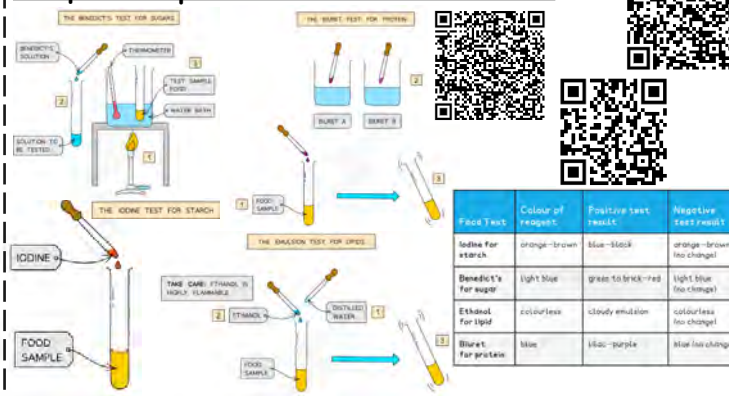 THE BENEDICT'S TEST FOR SUGARS
BENEDICT'S
SOLUTION
THERMOMETER
3
TEST SAMPLE
FOOD
2
WATER BATH
SOLUTION TO
BE TESTED
1
THE BIURET TEST FOR PROTEIN
2
BIURET A
BIURET B
1
FOOD
SAMPLE
3
THE IODINE TEST FOR STARCH
IODINE
FOOD
SAMPLE
THE EMULSION TEST FOR LIPIDS
TAKE CARE: ETHANOL IS
HIGHLY FLAMMABLE
2
ETHANOL
DISTILLED
WATER
1
FOOD
SAMPLE
3
Food Test
Colour of
reagent
Positive test
result
Negative
test result
Iodine for
starch
orange-brown
blue-black
orange-brown
(no change)
Benedict's
for sugar
light blue
green to brick-red
light blue
(no change)
Ethanol
for lipid
colourless
cloudy emulsion
colourless
(no change)
Biuret
for protein
blue
lilac-purple
blue (no change